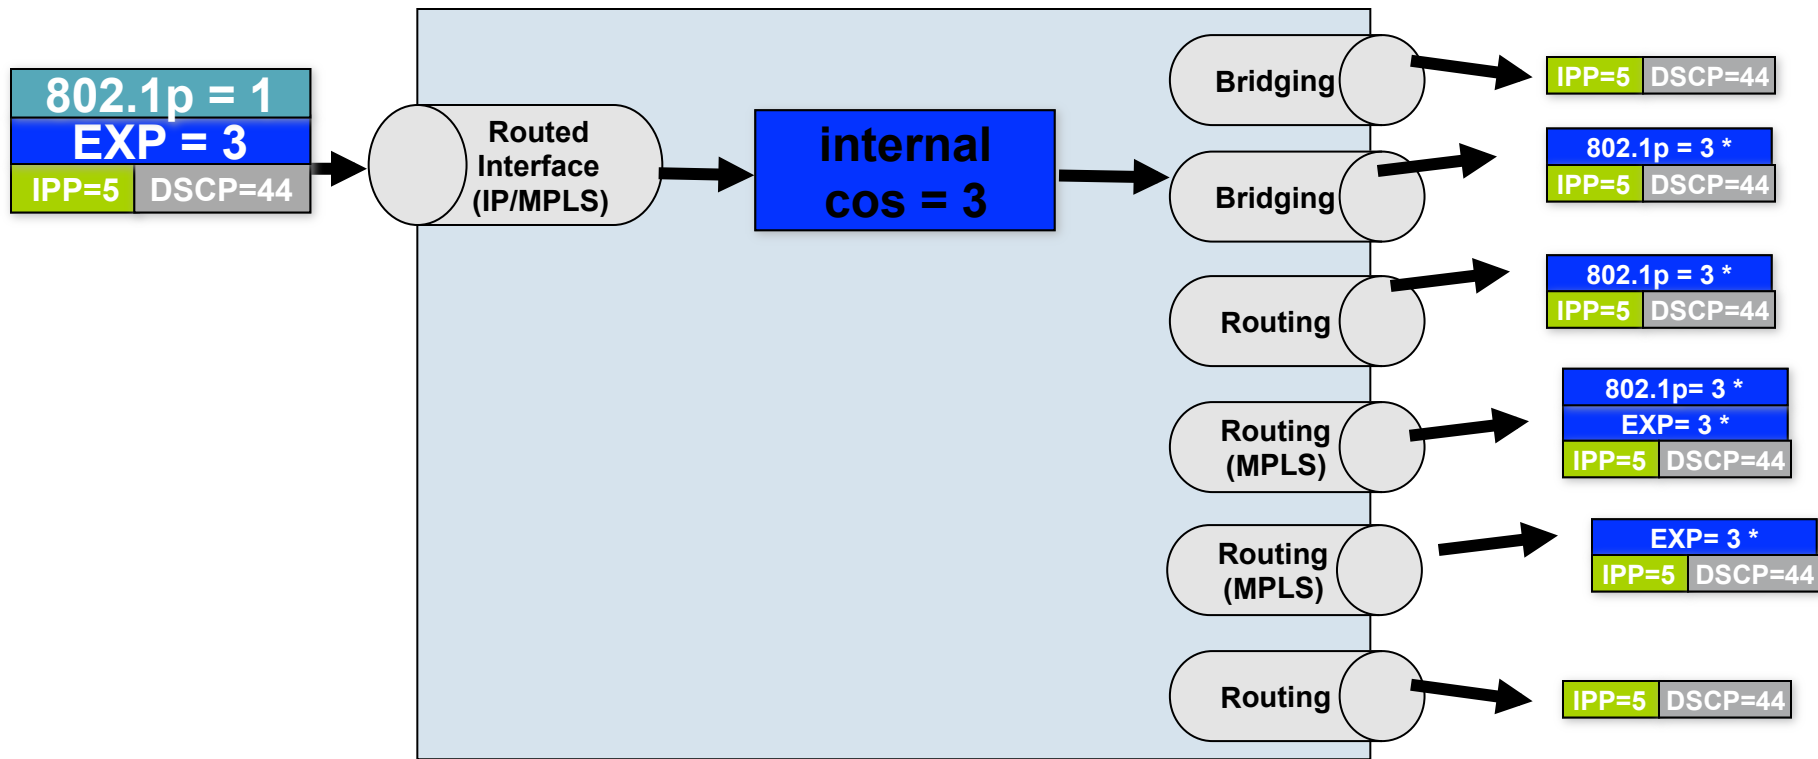 802.1p = 1
EXP = 3
IPP=5 DSCP=44
Routed
Interface
(IP/MPLS)
internal
cos = 3
Bridging
IPP=5 DSCP=44
Bridging
802.1p = 3 *
IPP=5 DSCP=44
Routing
802.1p = 3 *
IPP=5 DSCP=44
Routing
(MPLS)
802.1p= 3 *
EXP= 3 *
IPP=5 DSCP=44
Routing
(MPLS)
EXP= 3 *
IPP=5 DSCP=44
Routing
IPP=5 DSCP=44